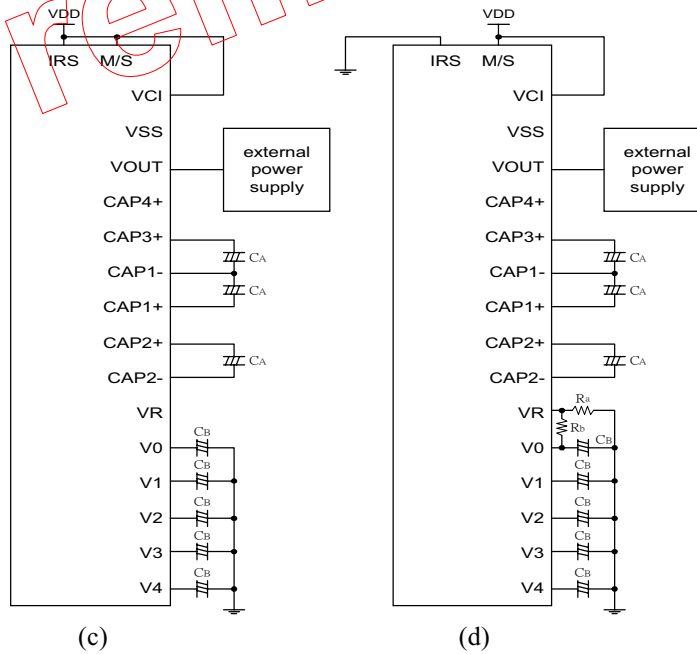 VDD
IRS M/S
VCI
VSS
VOUT
external
power
supply
CAP4+
CAP3+
CA
CAP1-
CA
CAP1+
CAP2+
CA
CAP2-
VR
CB
V0
CB
V1
CB
V2
CB
V3
CB
V4
(c)
VDD
IRS M/S
VCI
VSS
VOUT
external
power
supply
CAP4+
CAP3+
CA
CAP1-
CA
CAP1+
CAP2+
CA
CAP2-
Ra
VR
Rb
CB
V0
CB
V1
CB
V2
CB
V3
CB
V4
(d)